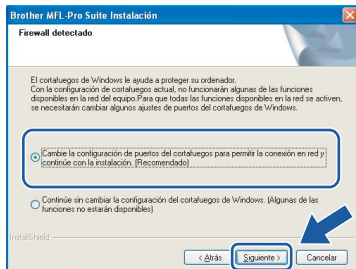 Brother MFL-Pro Suite Instalación
Firewall detectado
El cortafuegos de Windows le ayuda a proteger su ordenador.
Con la configuración de cortafuegos actual, no funcionarán algunas de las funciones
disponibles en la red del equipo.Para que todas las funciones disponibles en la red se activen,
se necesitarán cambiar algunos ajustes de puertos del cortafuegos de Windows.
Cambie la configuración de puertos del cortafuegos para permitir la conexión en red y
continúe con la instalación. (Recomendado)
Continúe sin cambiar la configuración del cortafuegos de Windows. (Algunas de las
funciones no estarán disponibles)
InstallShield
< Atrás Siguiente > Cancelar